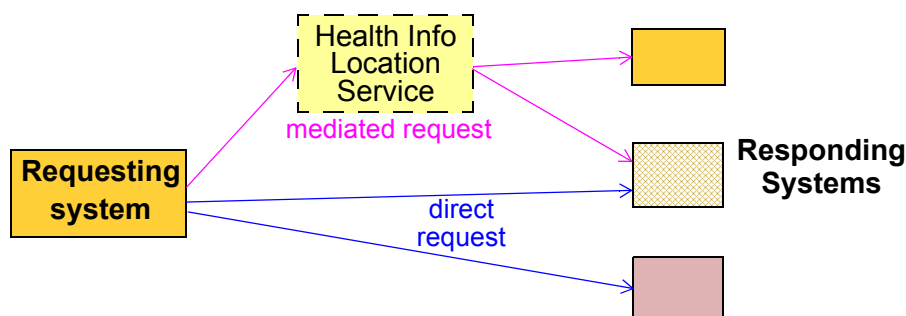 Health Info
Location
Service
mediated request
Requesting
system
Responding
Systems
direct
request